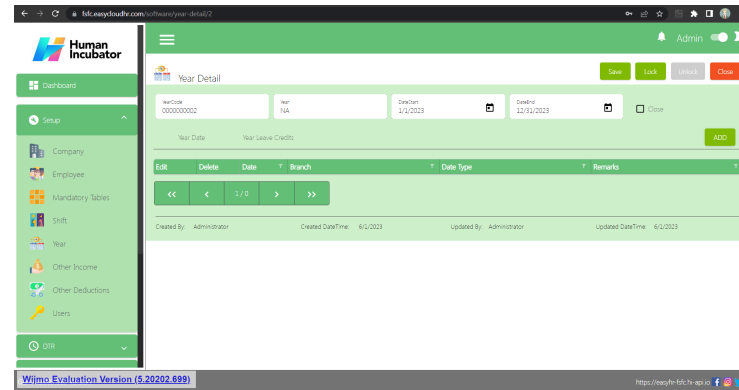 fsfc.easycloudhr.com/software/year-detail/2
Human
Incubator
Admin
Dashboard
Year Detail
Save
Lock
Unlock
Close
YearCode
0000000002
Year
NA
DateStart
1/1/2023
DateEnd
12/31/2023
Close
Setup
Year Date
Year Leave Credits
ADD
Company
Employee
Mandatory Tables
Shift
Year
Other Income
Other Deductions
Users
DTR
Edit
Delete
Date
Branch
Date Type
Remarks
<<
<
1 / 0
>
>>
Created By: Administrator
Created DateTime: 6/1/2023
Updated By: Administrator
Updated DateTime: 6/1/2023
Wijmo Evaluation Version (5.20202.699)
https://easyhr-fsfc.hi-api.io